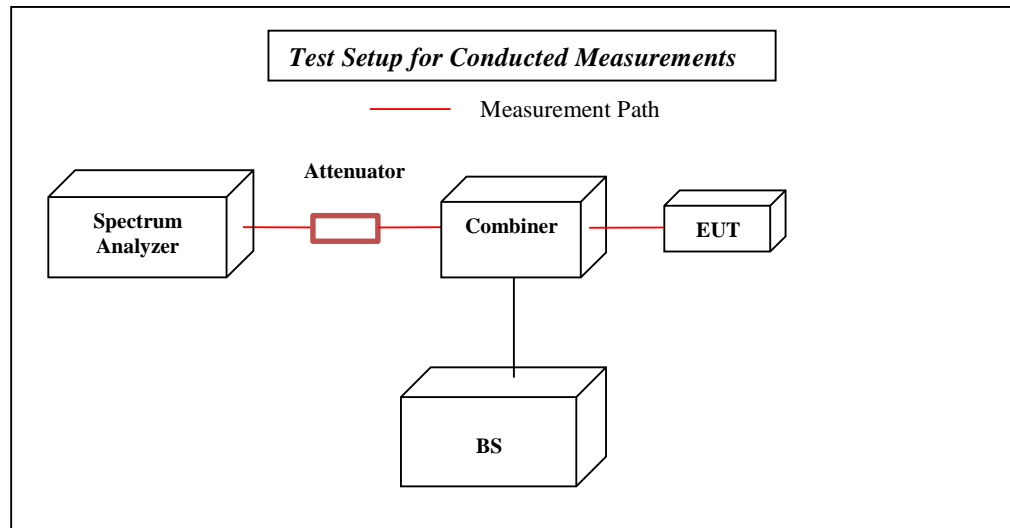 Test Setup for Conducted Measurements
Measurement Path
Attenuator
Spectrum
Analyzer
Combiner
EUT
BS